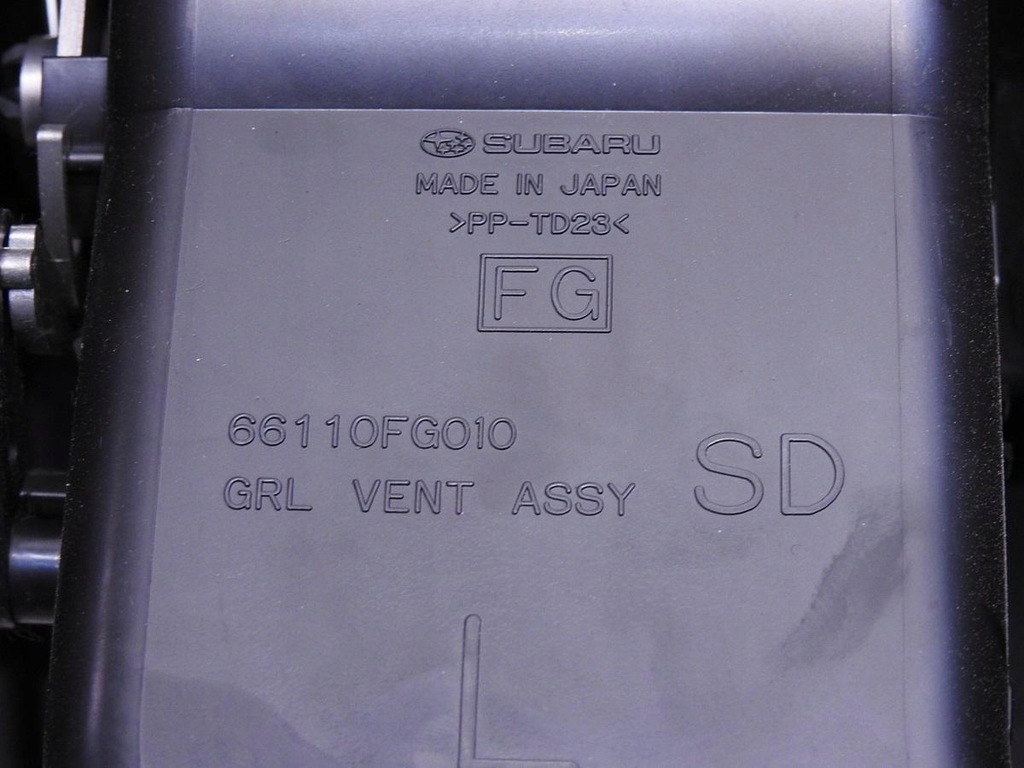 SUBARU
MADE IN JAPAN
>PP-TD23<
FG
66110FG010
GRL VENT ASSY
SD
L